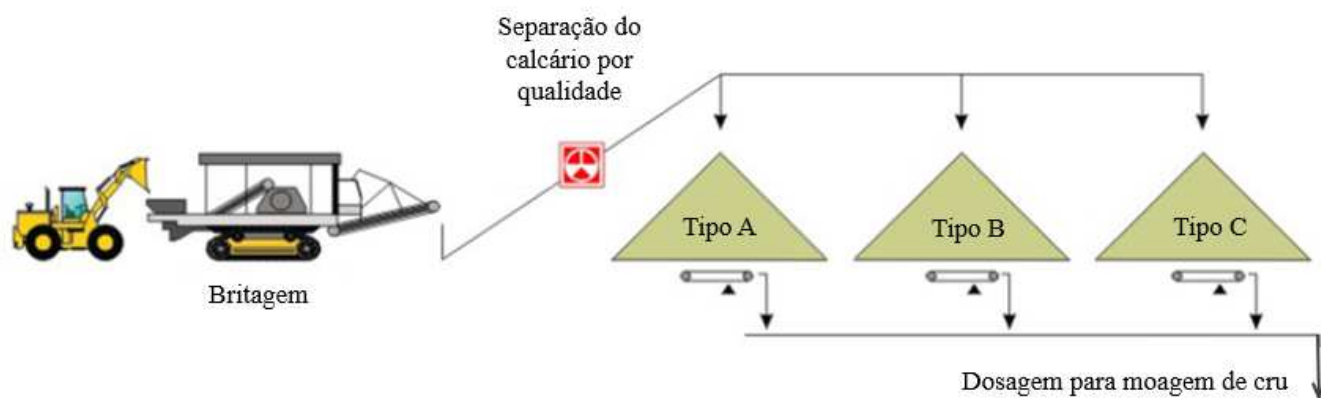 Separação do
calcário por
qualidade
Britagem
Tipo A
Tipo B
Tipo C
Dosagem para moagem de cru